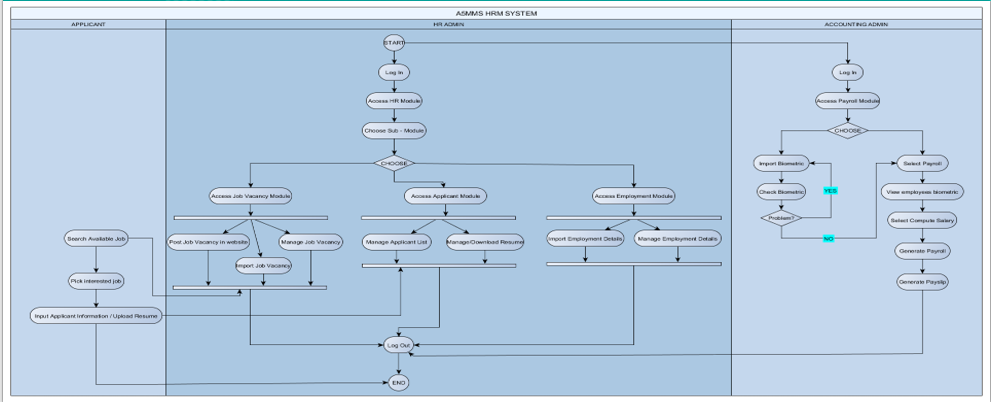 ASMMS HRM SYSTEM
APPLICANT
HR ADMIN
ACCOUNTING ADMIN
START
Log In
Access HR Module
Choose Sub - Module
CHOOSE
Access Job Vacancy Module
Access Applicant Module
Access Employment Module
Post Job Vacancy in website
Manage Job Vacancy
Import Job Vacancy
Manage Applicant List
Manage/Download Resume
Import Employment Details
Manage Employment Details
Search Available Job
Pick interested job
Input Applicant Information / Upload Resume
Log Out
END
Log In
Access Payroll Module
CHOOSE
Import Biometric
Check Biometric
Problem?
YES
NO
Select Payroll
View employees biometric
Select Compute Salary
Generate Payroll
Generate Payslip